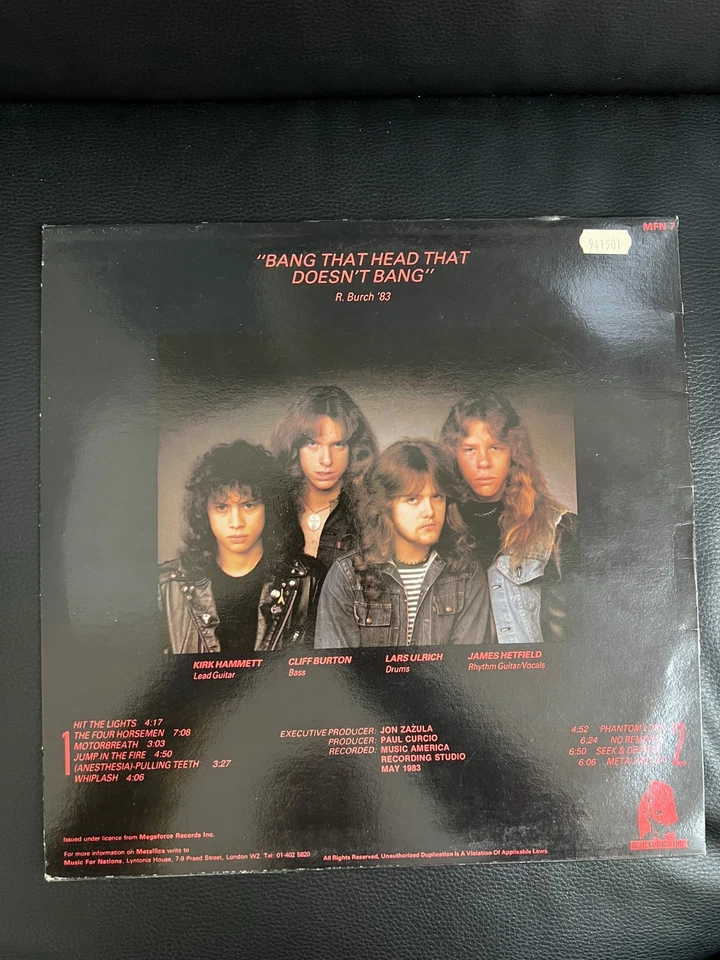 MFN 7
941501
"BANG THAT HEAD THAT
DOESN'T BANG"
R. Burch '83
KIRK HAMMETT
Lead Guitar
CLIFF BURTON
Bass
LARS ULRICH
Drums
JAMES HETFIELD
Rhythm Guitar/Vocals
1
HIT THE LIGHTS 4:17
THE FOUR HORSEMEN 7:08
MOTORBREATH 3:03
JUMP IN THE FIRE 4:50
(ANESTHESIA)-PULLING TEETH 3:27
WHIPLASH 4:06
EXECUTIVE PRODUCER: JON ZAZULA
PRODUCER: PAUL CURCIO
RECORDED: MUSIC AMERICA
RECORDING STUDIO
MAY 1983
4:52 PHANTOM
6:24 NO
6:50 SEEK &
6:06
2
Issued under licence from Megaforce Records Inc.
For more information on Metallica write to
Music For Nations, Lyntonia House, 7-9 Praed Street, London W2. Tel: 01-402 5820
All Rights Reserved, Unauthorized Duplication Is A Violation Of Applicable Laws.